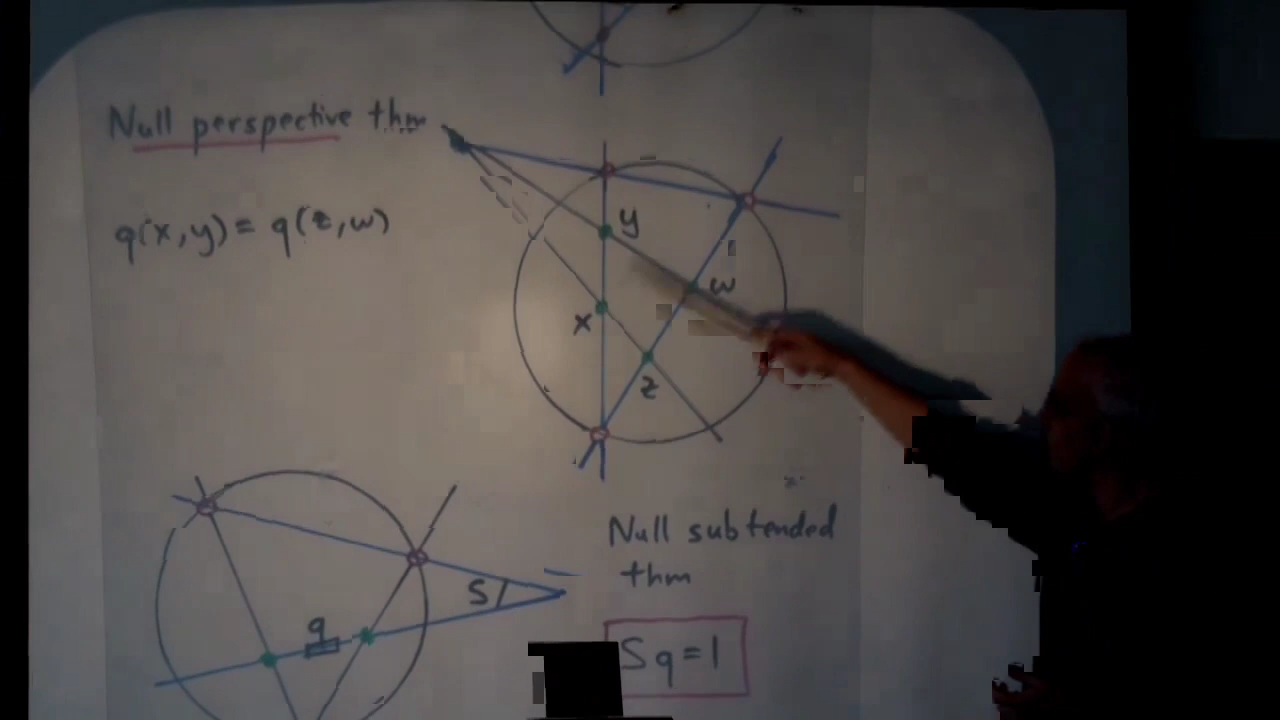 Null perspective thm
q(x,y) = q(z,w)
y
w
x
z
Null subtended
thm
S
q
Sq = 1